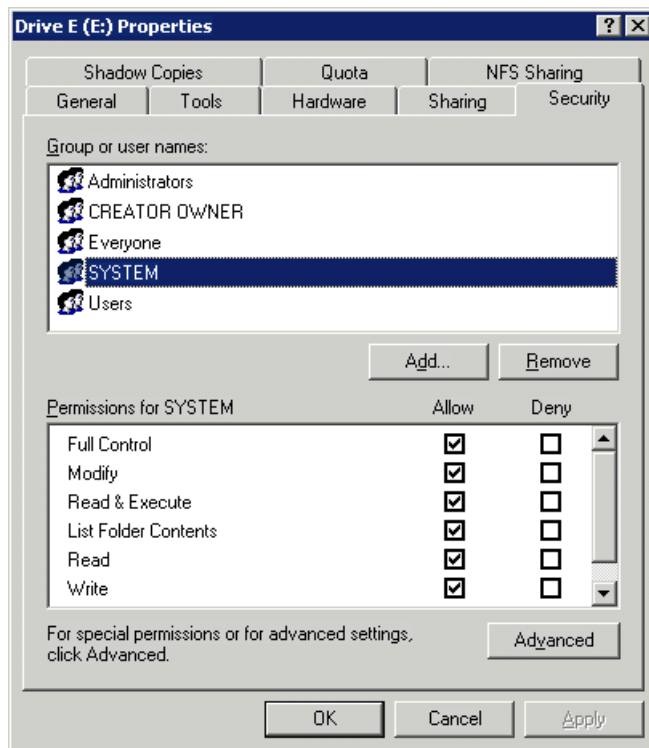 Drive E (E:) Properties
Shadow Copies Quota NFS Sharing
General Tools Hardware Sharing Security
Group or user names:
Administrators
CREATOR OWNER
Everyone
SYSTEM
Users
Add... Remove
Permissions for SYSTEM Allow Deny
Full Control
Modify
Read & Execute
List Folder Contents
Read
Write
For special permissions or for advanced settings,
click Advanced.
Advanced
OK Cancel Apply